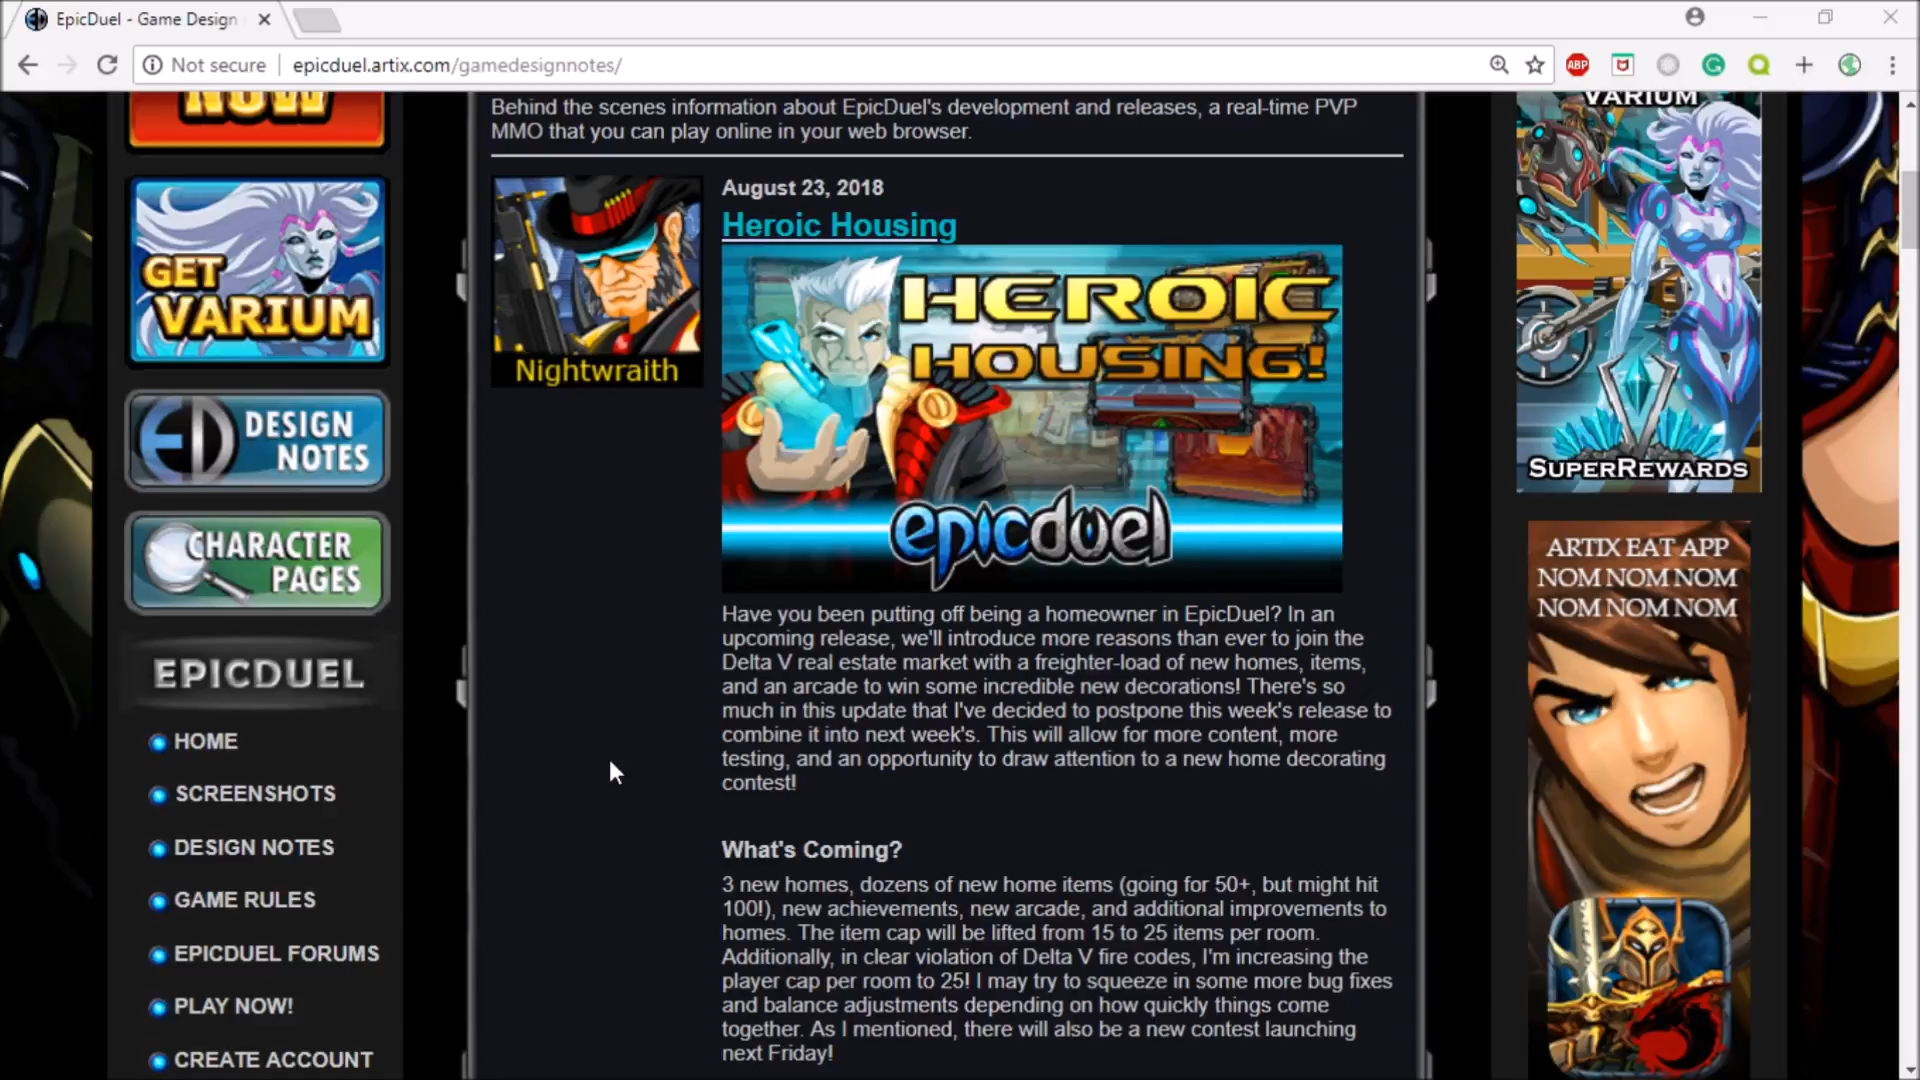 EpicDuel - Game Design
Not secure
epicduel.artix.com/gamedesignnotes/
ABP
NOW
GET
VARIUM
DESIGN
NOTES
CHARACTER
PAGES
EPICDUEL
HOME
SCREENSHOTS
DESIGN NOTES
GAME RULES
EPICDUEL FORUMS
PLAY NOW!
CREATE ACCOUNT
Behind the scenes information about EpicDuel's development and releases, a real-time PVP
MMO that you can play online in your web browser.
Nightwraith
August 23, 2018
Heroic Housing
HEROIC
HOUSING!
epicduel
Have you been putting off being a homeowner in EpicDuel? In an
upcoming release, we'll introduce more reasons than ever to join the
Delta V real estate market with a freighter-load of new homes, items,
and an arcade to win some incredible new decorations! There's so
much in this update that I've decided to postpone this week's release to
combine it into next week's. This will allow for more content, more
testing, and an opportunity to draw attention to a new home decorating
contest!
What's Coming?
3 new homes, dozens of new home items (going for 50+, but might hit
100!), new achievements, new arcade, and additional improvements to
homes. The item cap will be lifted from 15 to 25 items per room.
Additionally, in clear violation of Delta V fire codes, I'm increasing the
player cap per room to 25! I may try to squeeze in some more bug fixes
and balance adjustments depending on how quickly things come
together. As I mentioned, there will also be a new contest launching
next Friday!
VARIUM
SUPERREWARDS
ARTIX EAT APP
NOM NOM NOM
NOM NOM NOM